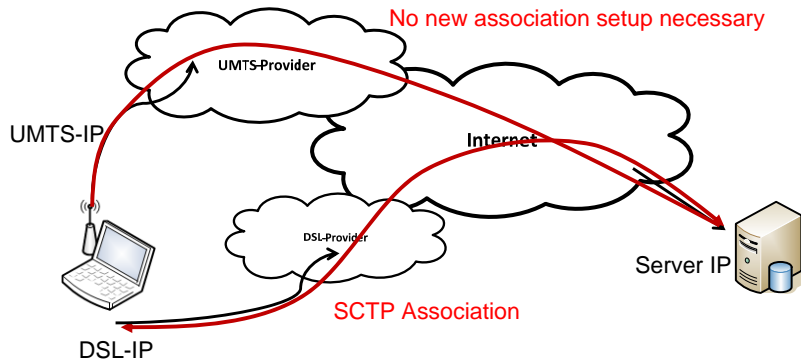 No new association setup necessary
UMTS-Provider
UMTS-IP
Internet
DSL-Provider
Server IP
SCTP Association
DSL-IP